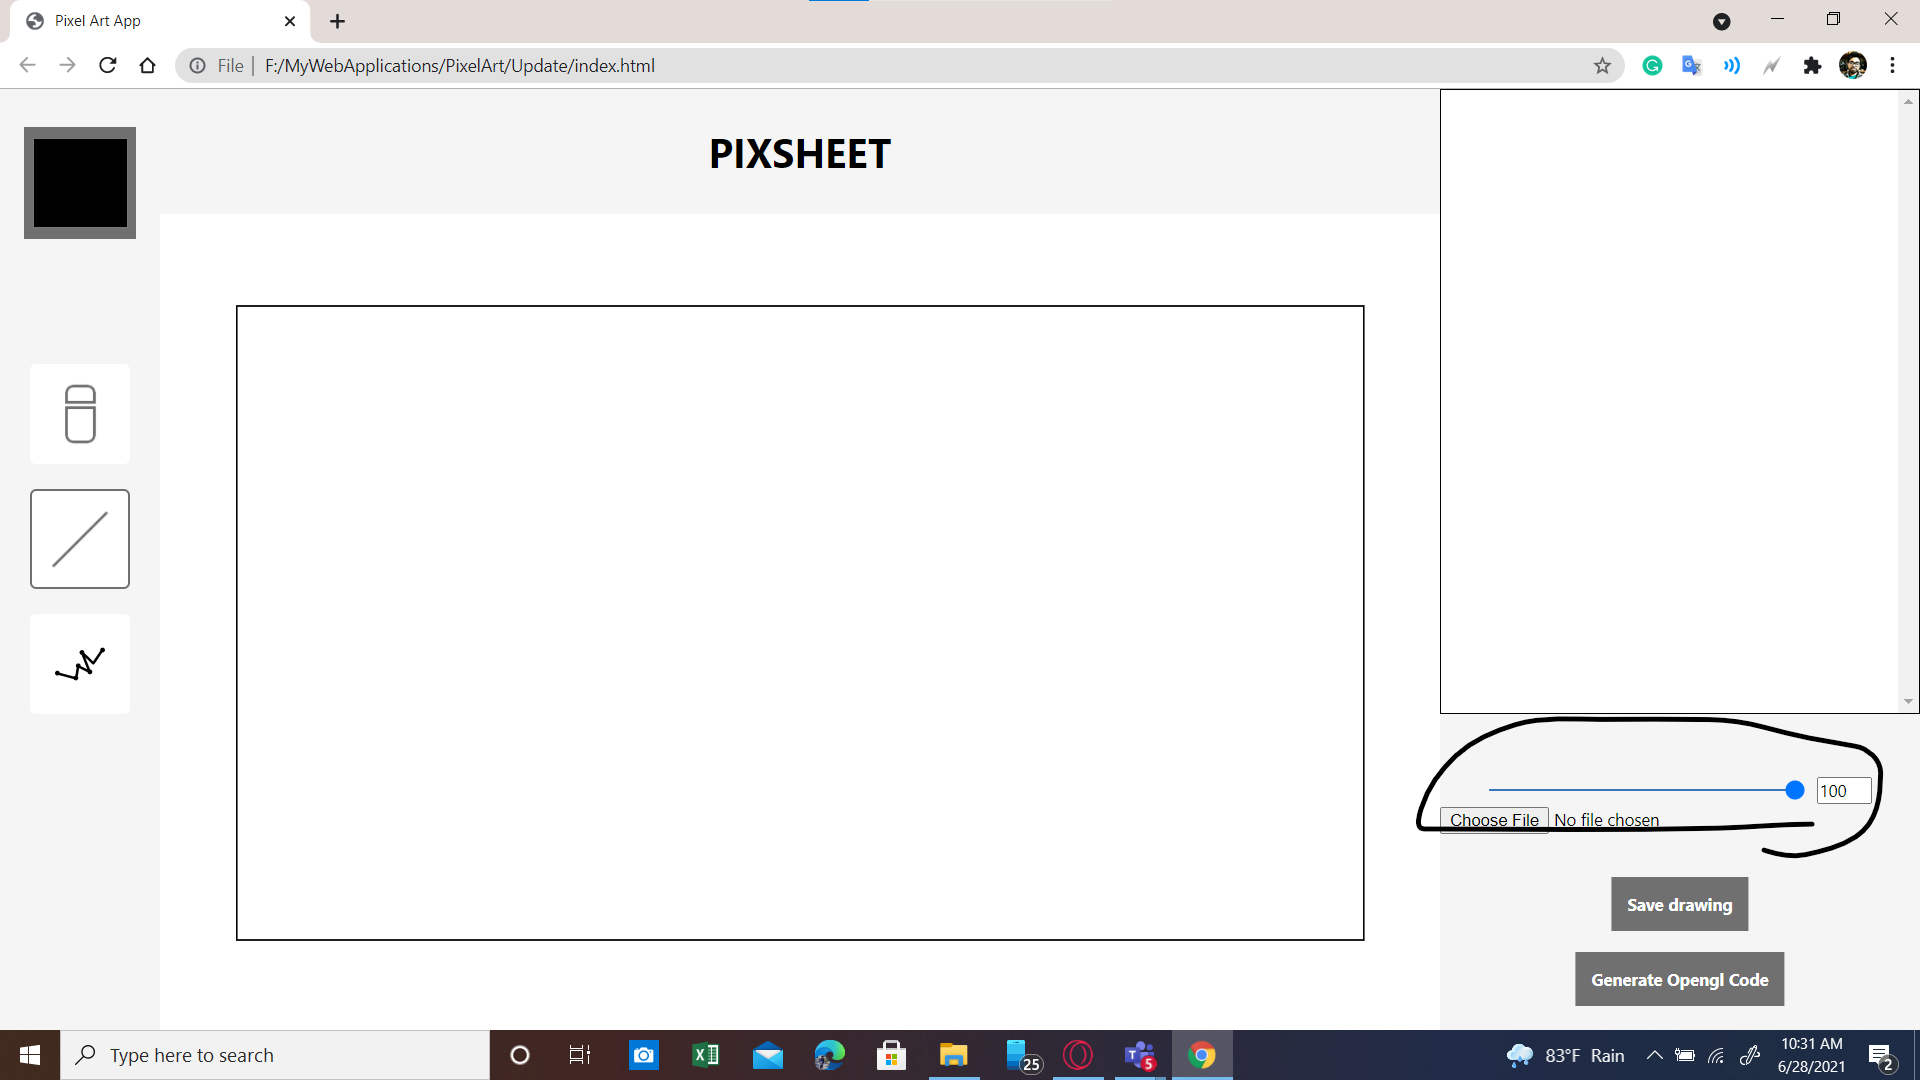 Pixel Art App
File | F:/MyWebApplications/PixelArt/Update/index.html
PIXSHEET
100
Choose File No file chosen
Save drawing
Generate Opengl Code
Type here to search
25
5
83°F Rain
10:31 AM
6/28/2021
2